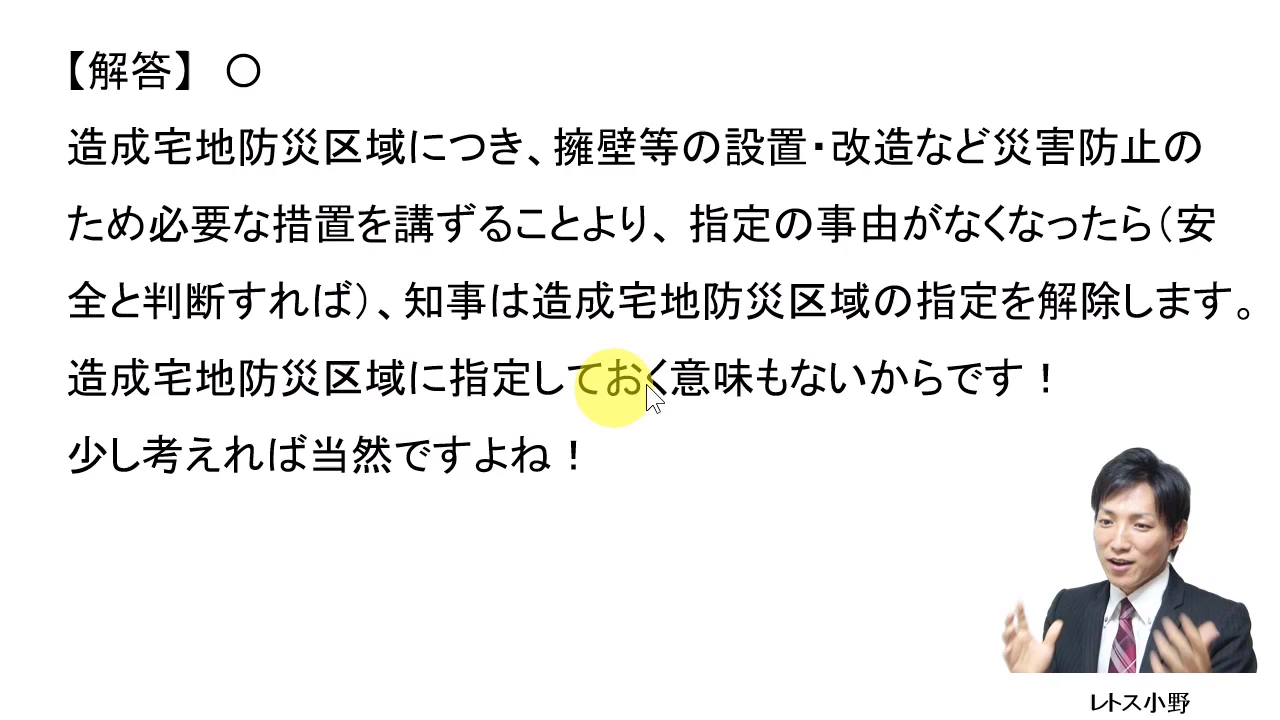 【解答】 〇
造成宅地防災区域につき、擁壁等の設置・改造など災害防止の
ため必要な措置を講ずることより、指定の事由がなくなったら（安
全と判断すれば）、知事は造成宅地防災区域の指定を解除します。
造成宅地防災区域に指定しておく意味もないからです！
少し考えれば当然ですよね！
レトス小野